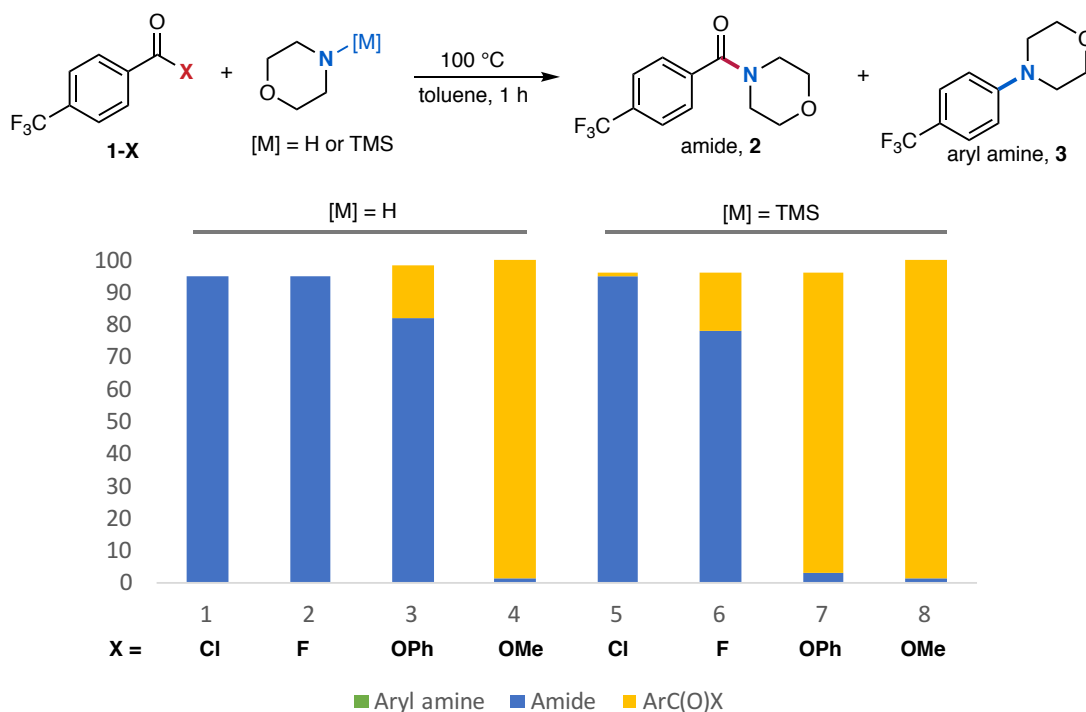 O
X
F₃C
1-X
+
N
[M]
O
[M] = H or TMS
100 °C
toluene, 1 h
O
N
O
F₃C
amide, 2
+
N
O
F₃C
aryl amine, 3
[M] = H
[M] = TMS
100
90
80
70
60
50
40
30
20
10
0
1 2 3 4 5 6 7 8
X = Cl F OPh OMe Cl F OPh OMe
Aryl amine Amide ArC(O)X